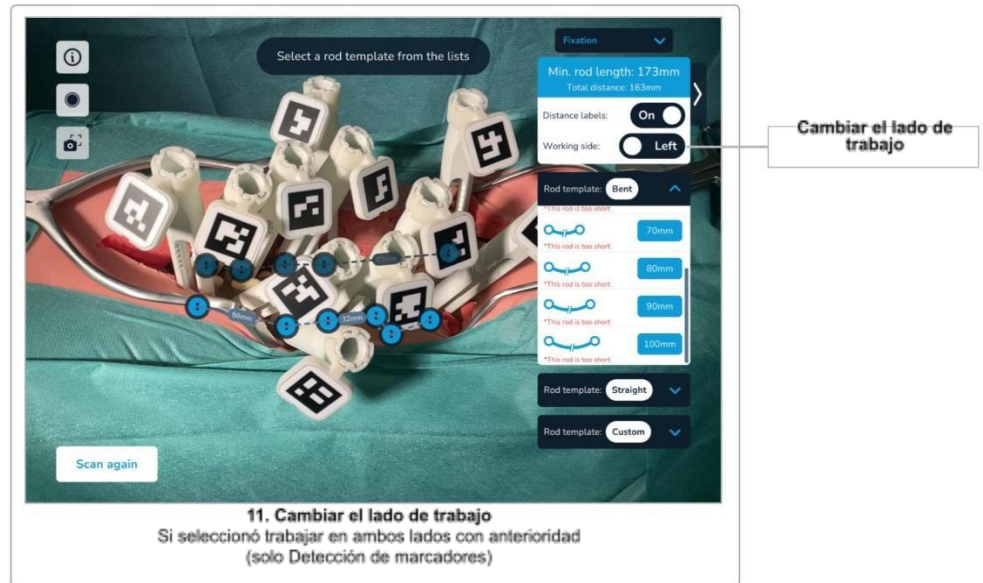 Select a rod template from the lists
Fixation
Min. rod length: 173mm
Total distance: 163mm
Distance labels: On
Working side: Left
Cambiar el lado de
trabajo
Rod template: Bent
*This rod is too short
70mm
*This rod is too short
80mm
*This rod is too short
90mm
*This rod is too short
100mm
*This rod is too short
80mm
32mm
Rod template: Straight
Rod template: Custom
Scan again
11. Cambiar el lado de trabajo
Si seleccionó trabajar en ambos lados con anterioridad
(solo Detección de marcadores)